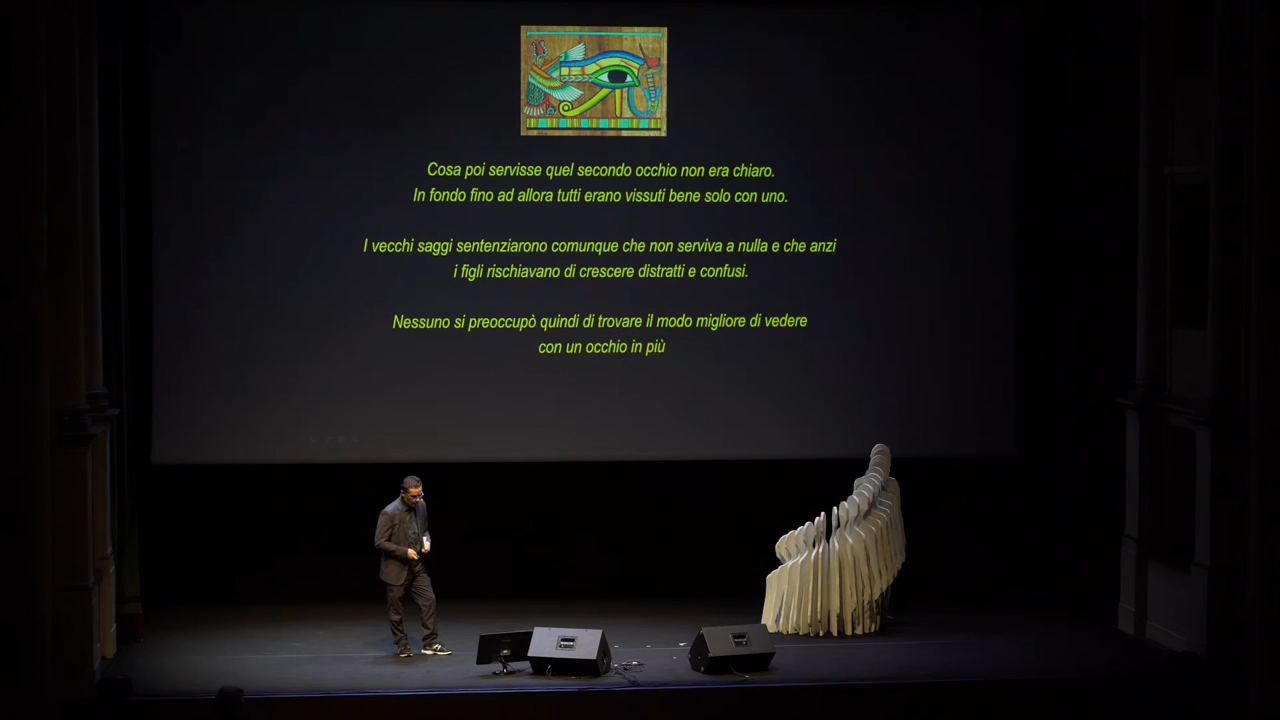 Cosa poi servisse quel secondo occhio non era chiaro.
In fondo fino ad allora tutti erano vissuti bene solo con uno.
I vecchi saggi sentenziarono comunque che non serviva a nulla e che anzi
i figli rischiavano di crescere distratti e confusi.
Nessuno si preoccupò quindi di trovare il modo migliore di vedere
con un occhio in più